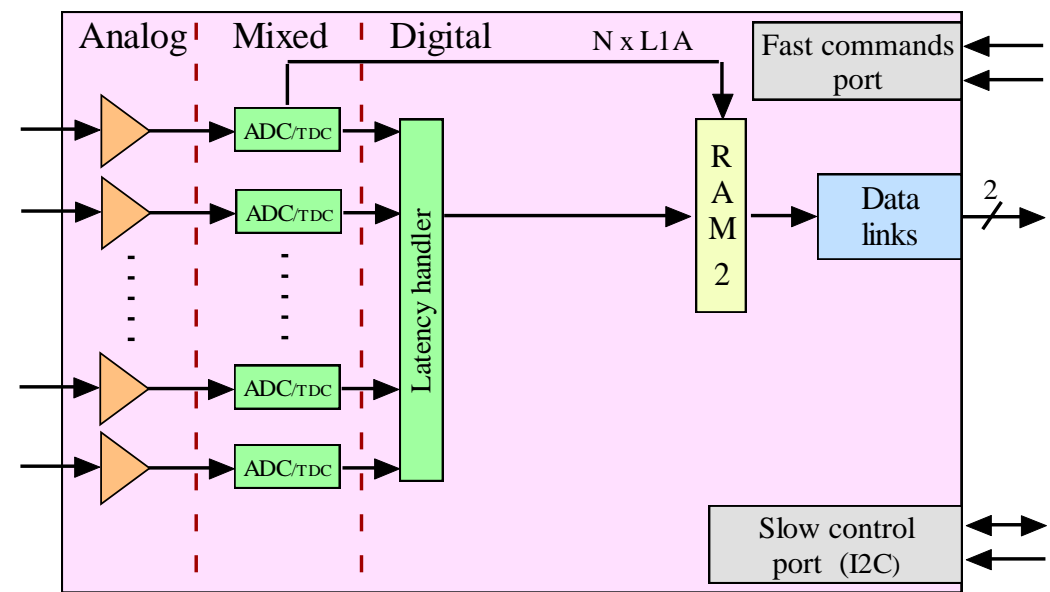 Analog Mixed Digital N x L1A
Fast commands
port
ADC/TDC
ADC/TDC
ADC/TDC
ADC/TDC
Latency handler
R
A
M
2
Data
links
2
Slow control
port (I2C)